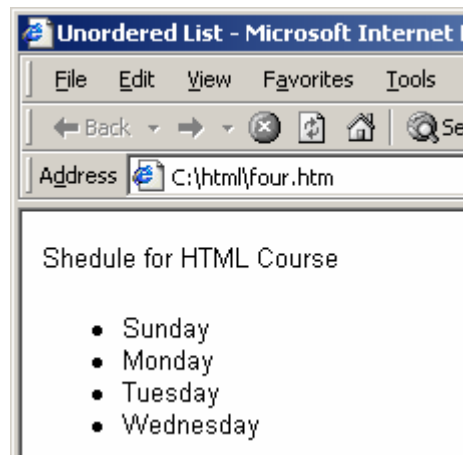 Unordered List - Microsoft Internet
File Edit View Favorites Tools
Back Se
Address C:\html\four.htm
Shedule for HTML Course
• Sunday
• Monday
• Tuesday
• Wednesday